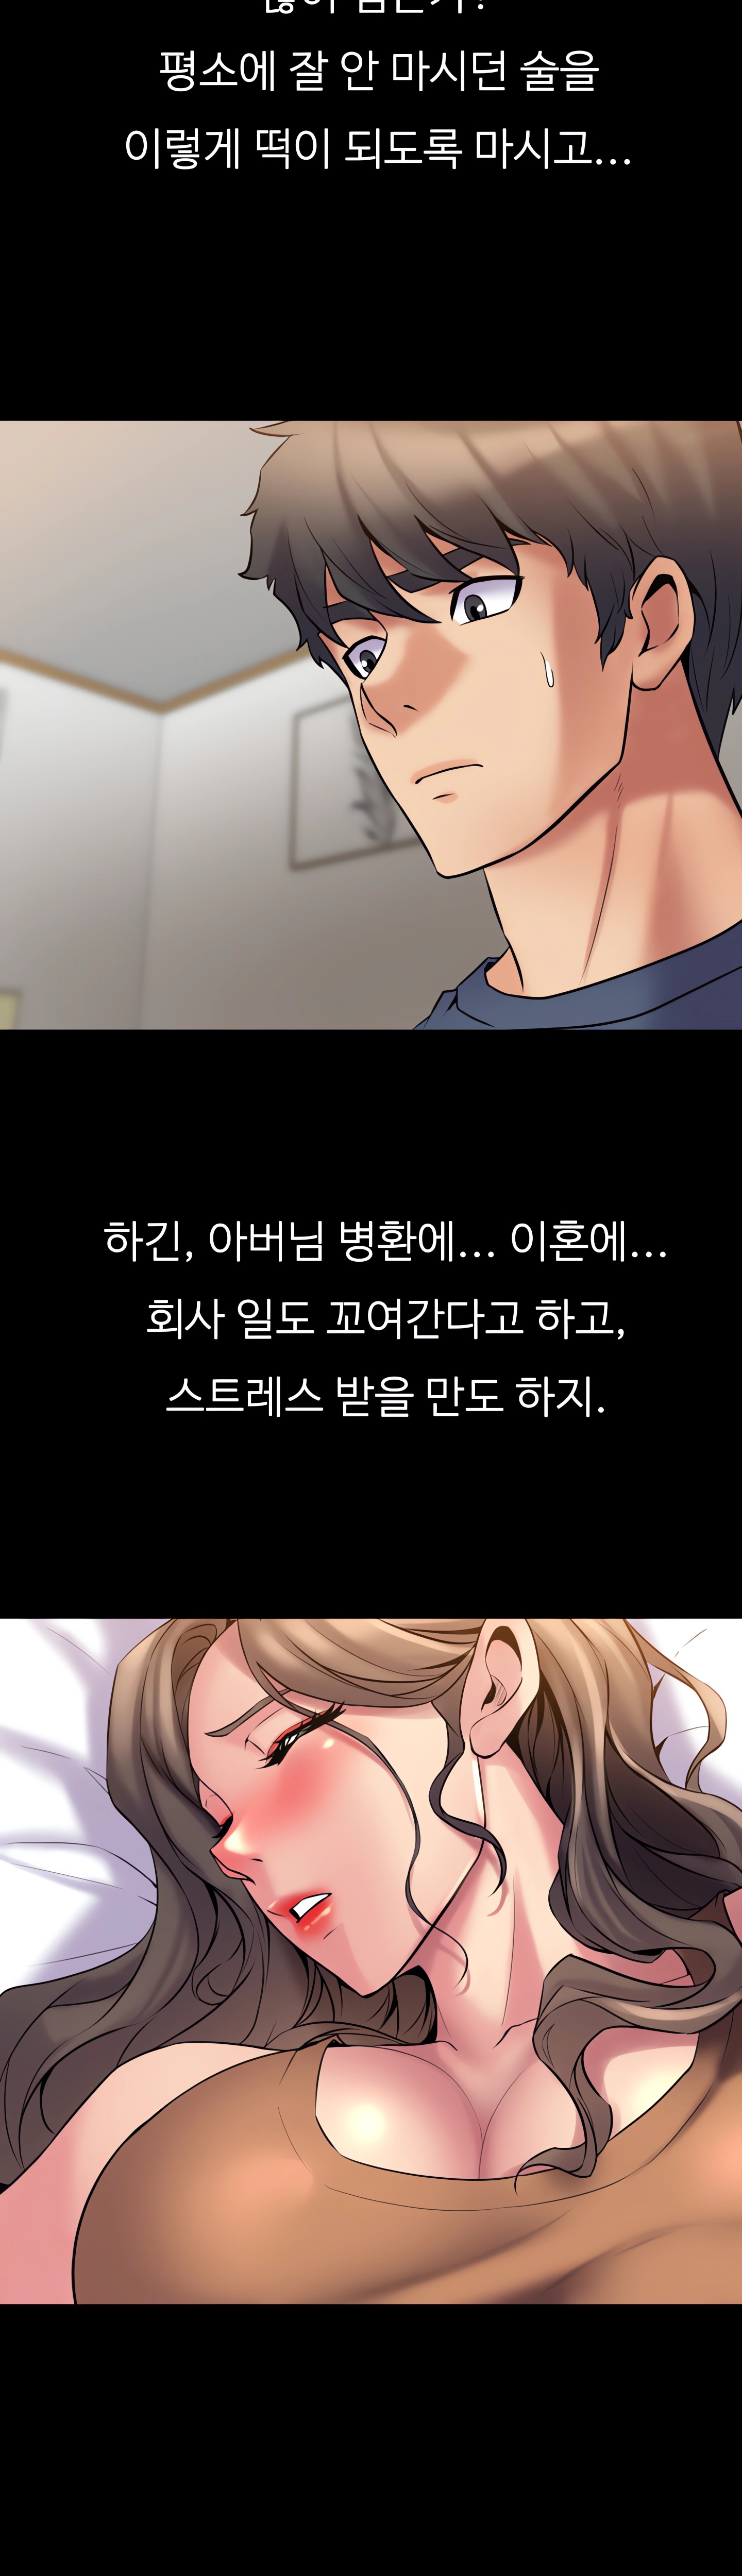 평소에 잘 안 마시던 술을
이렇게 떡이 되도록 마시고...
하긴, 아버님 병환에... 이혼에...
회사 일도 꼬여간다고 하고,
스트레스 받을 만도 하지.